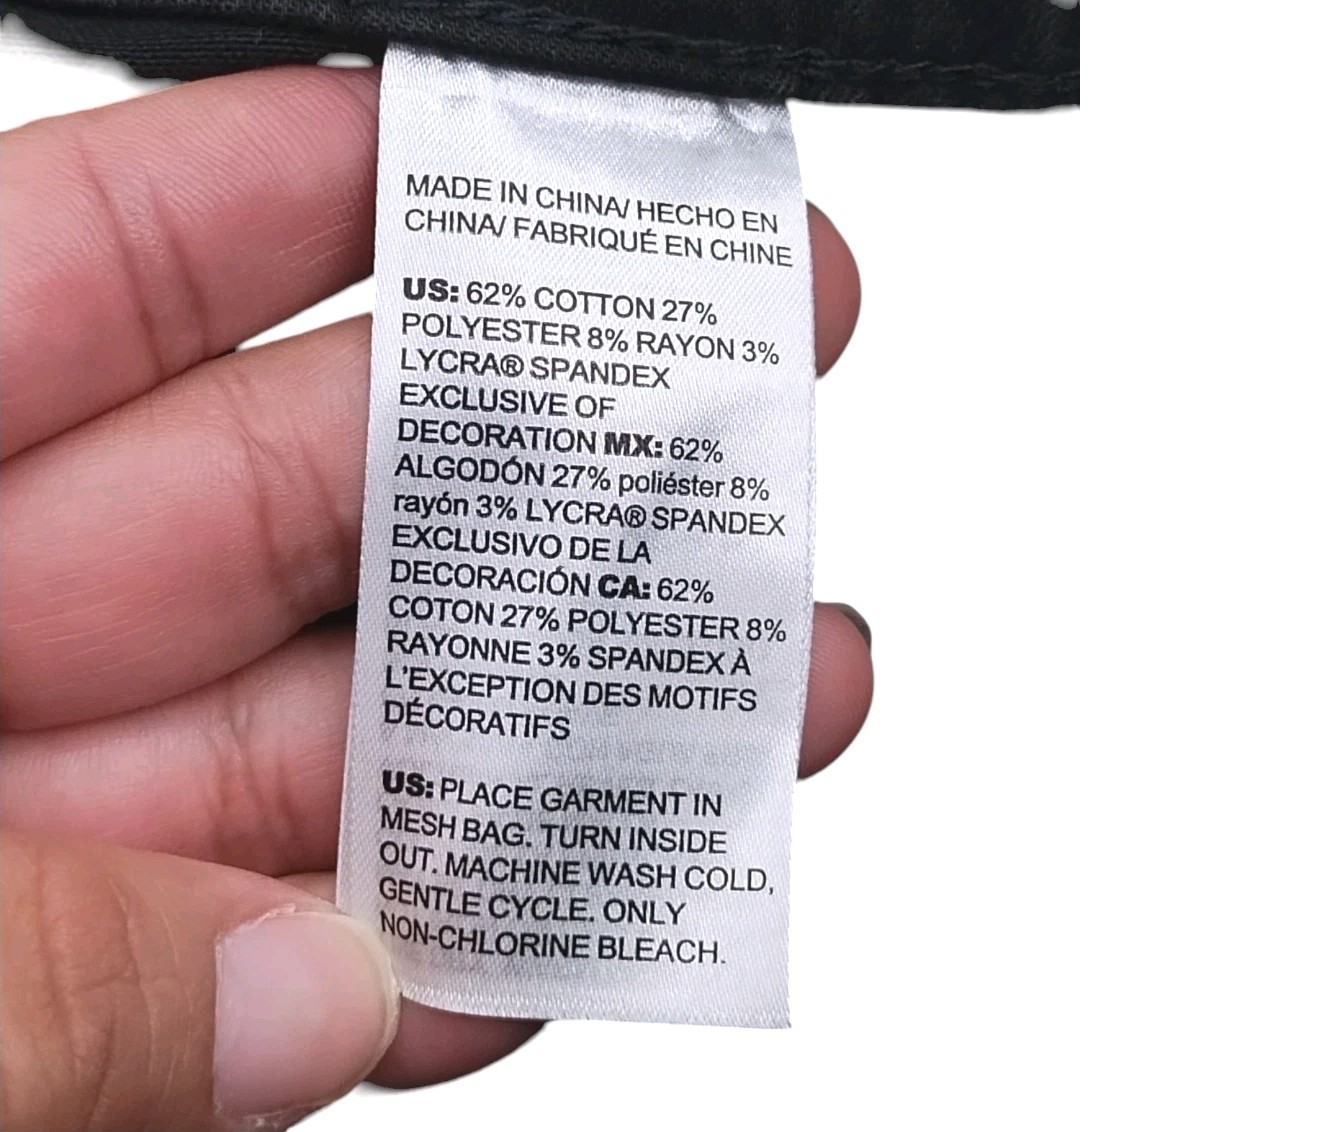 MADE IN CHINA/ HECHO EN
CHINA/ FABRIQUÉ EN CHINE
US: 62% COTTON 27%
POLYESTER 8% RAYON 3%
LYCRA® SPANDEX
EXCLUSIVE OF
DECORATION MX: 62%
ALGODÓN 27% poliéster 8%
rayón 3% LYCRA® SPANDEX
EXCLUSIVO DE LA
DECORACIÓN CA: 62%
COTON 27% POLYESTER 8%
RAYONNE 3% SPANDEX À
L'EXCEPTION DES MOTIFS
DÉCORATIFS
US: PLACE GARMENT IN
MESH BAG. TURN INSIDE
OUT. MACHINE WASH COLD,
GENTLE CYCLE. ONLY
NON-CHLORINE BLEACH.